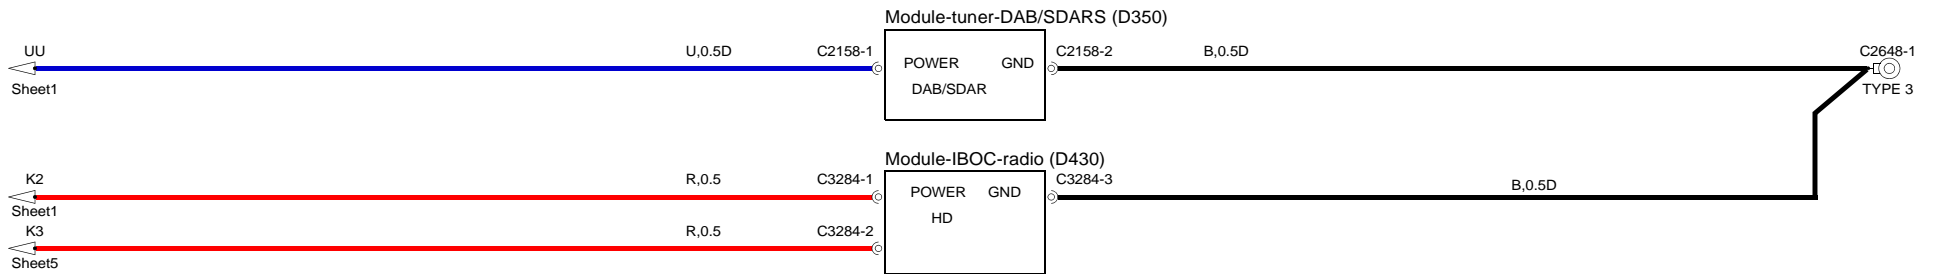 Module-tuner-DAB/SDARS (D350)
UU U,0.5D C2158-1 C2158-2 B,0.5D C2648-1
POWER GND
Sheet1 DAB/SDAR TYPE 3
Module-IBOC-radio (D430)
K2 R,0.5 C3284-1 C3284-3 B,0.5D
POWER GND
Sheet1 HD
K3 R,0.5 C3284-2
Sheet5